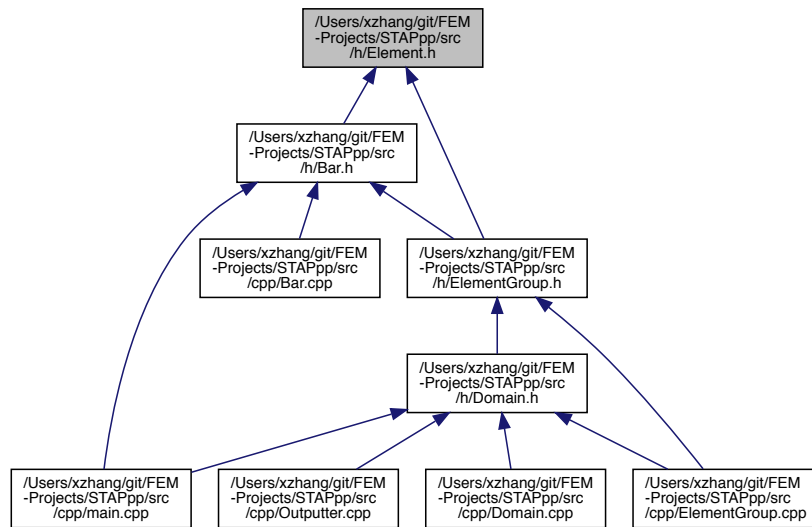 /Users/xzhang/git/FEM
-Projects/STAPpp/src
/h/Element.h
/Users/xzhang/git/FEM
-Projects/STAPpp/src
/h/Bar.h
/Users/xzhang/git/FEM
-Projects/STAPpp/src
/cpp/Bar.cpp
/Users/xzhang/git/FEM
-Projects/STAPpp/src
/h/ElementGroup.h
/Users/xzhang/git/FEM
-Projects/STAPpp/src
/h/Domain.h
/Users/xzhang/git/FEM
-Projects/STAPpp/src
/cpp/main.cpp
/Users/xzhang/git/FEM
-Projects/STAPpp/src
/cpp/Outputter.cpp
/Users/xzhang/git/FEM
-Projects/STAPpp/src
/cpp/Domain.cpp
/Users/xzhang/git/FEM
-Projects/STAPpp/src
/cpp/ElementGroup.cpp